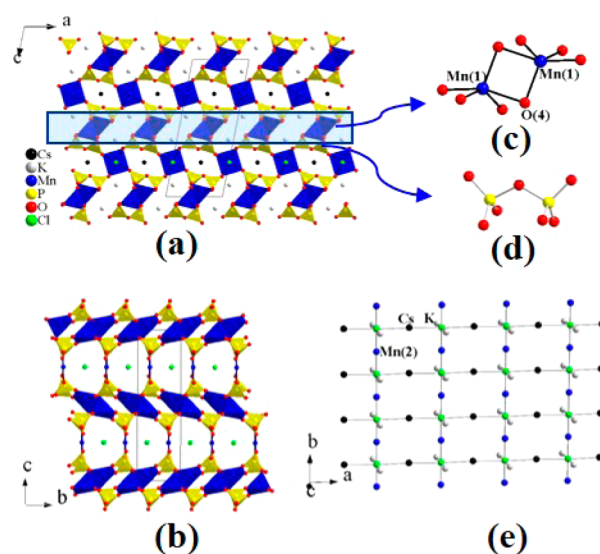 a
c
Cs
K
Mn
P
O
Cl
(a)
Mn(1)
Mn(1)
O(4)
(c)
(d)
c
b
(b)
Cs K
Mn(2)
b
c a
(e)